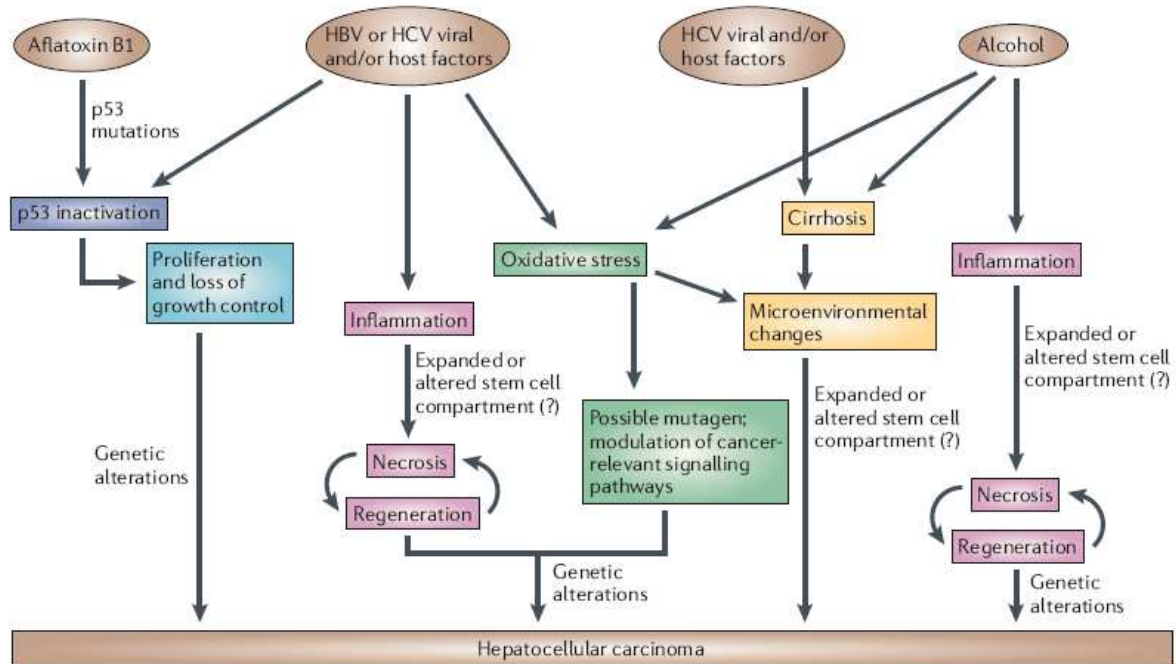 Aflatoxin B1
HBV or HCV viral
and/or host factors
HCV viral and/or
host factors
Alcohol
p53
mutations
p53 inactivation
Cirrhosis
Proliferation
and loss of
growth control
Oxidative stress
Inflammation
Inflammation
Microenvironmental
changes
Expanded or
altered stem cell
compartment (?)
Expanded or
altered stem cell
compartment (?)
Expanded or
altered stem cell
compartment (?)
Possible mutagen;
modulation of cancer-
relevant signalling
pathways
Genetic
alterations
Necrosis
Regeneration
Necrosis
Regeneration
Genetic
alterations
Genetic
alterations
Hepatocellular carcinoma